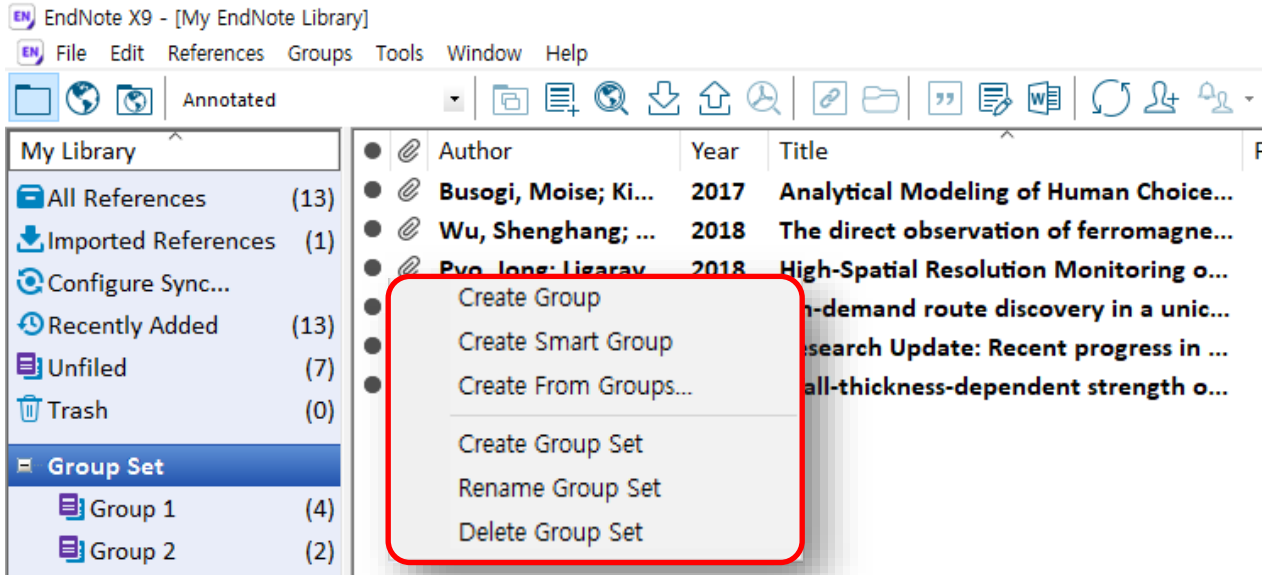 EndNote X9 - [My EndNote Library]
File Edit References Groups Tools Window Help
Annotated
My Library
Author Year Title
All References (13)
Busogi, Moise; Ki... 2017 Analytical Modeling of Human Choice...
Imported References (1)
Wu, Shenghang; ... 2018 The direct observation of ferromagne...
Configure Sync...
Pyo, Jong; Ligaray 2018 High-Spatial Resolution Monitoring o...
Recently Added (13)
-demand route discovery in a unic...
Unfiled (7)
search Update: Recent progress in ...
Trash (0)
all-thickness-dependent strength o...
Group Set
Group 1 (4)
Group 2 (2)
Create Group
Create Smart Group
Create From Groups...
Create Group Set
Rename Group Set
Delete Group Set